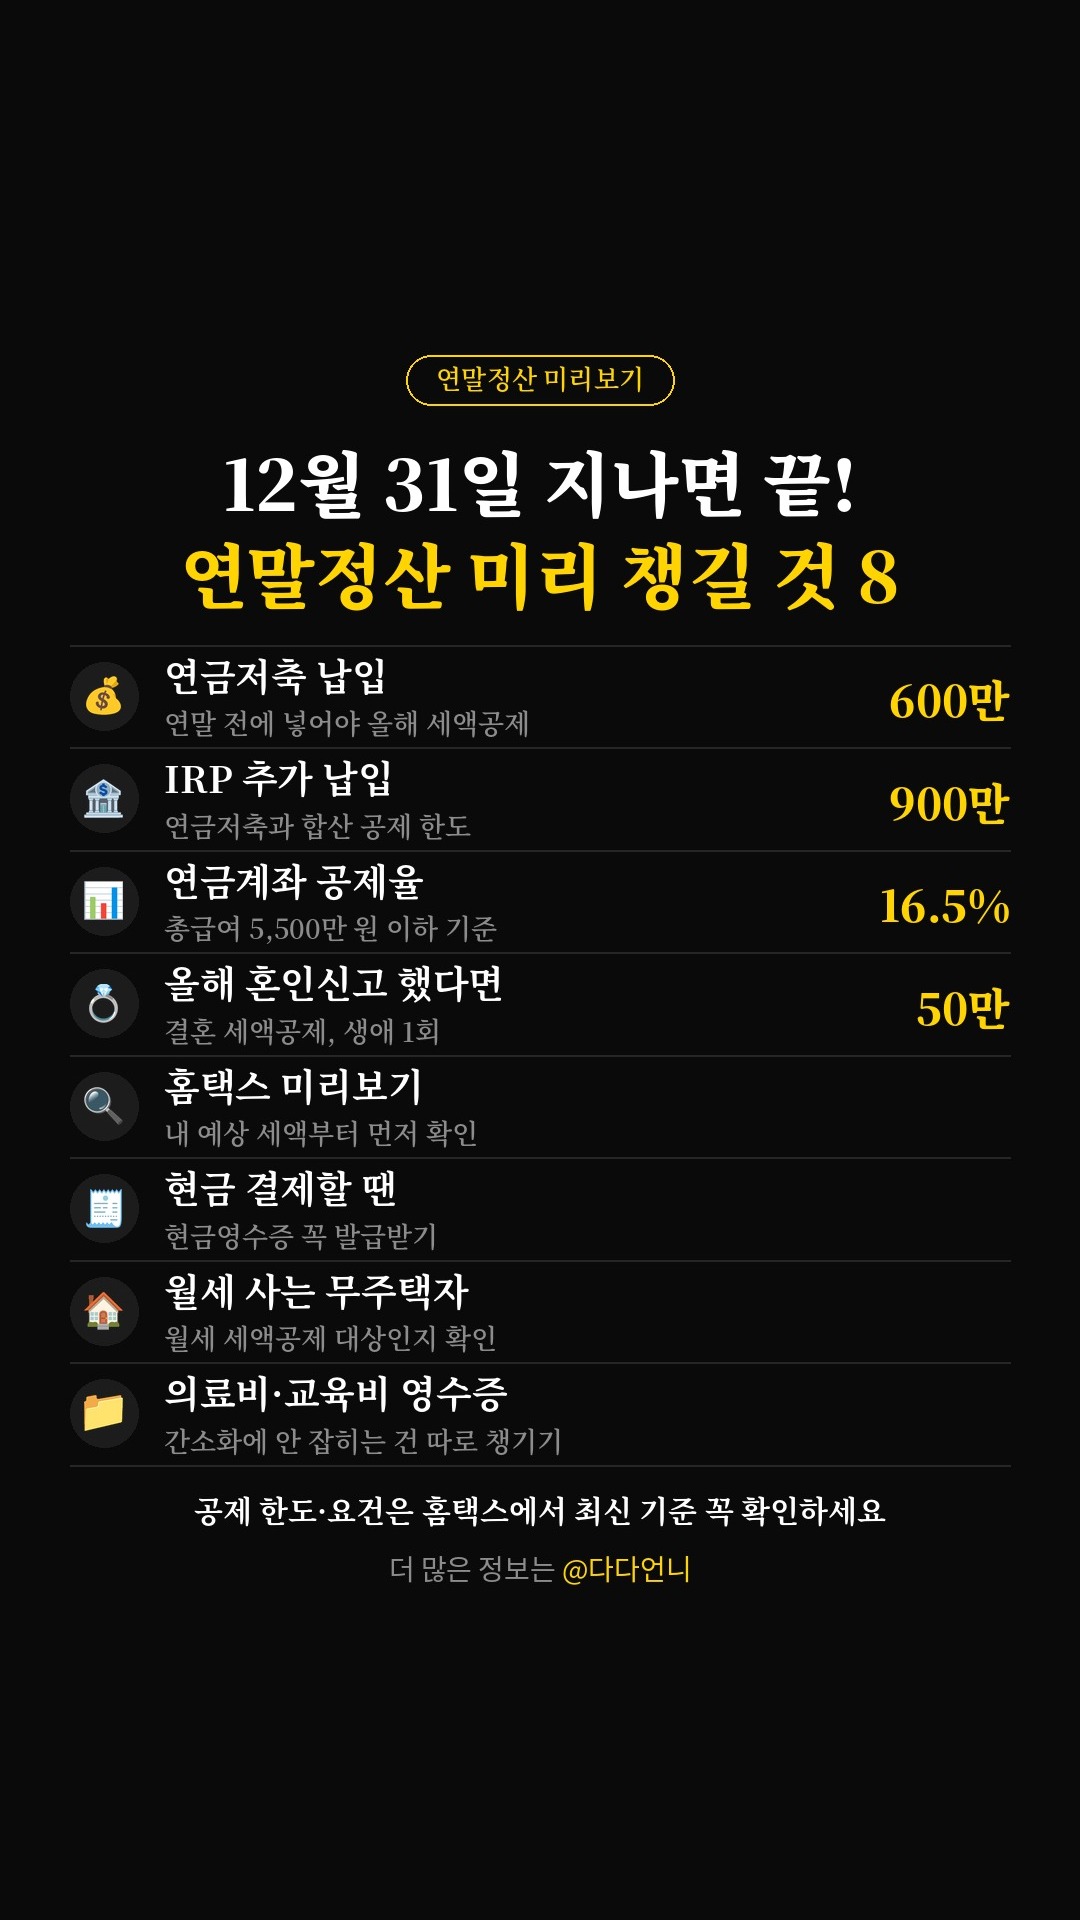 연말정산 미리보기
12월 31일 지나면 끝!
연말정산 미리 챙길 것 8
연금저축 납입
연말 전에 넣어야 올해 세액공제
600만
IRP 추가 납입
연금저축과 합산 공제 한도
900만
연금계좌 공제율
총급여 5,500만 원 이하 기준
16.5%
올해 혼인신고 했다면
결혼 세액공제, 생애 1회
50만
홈택스 미리보기
내 예상 세액부터 먼저 확인
현금 결제할 땐
현금영수증 꼭 발급받기
월세 사는 무주택자
월세 세액공제 대상인지 확인
의료비·교육비 영수증
간소화에 안 잡히는 건 따로 챙기기
공제 한도·요건은 홈택스에서 최신 기준 꼭 확인하세요
더 많은 정보는 @다다언니